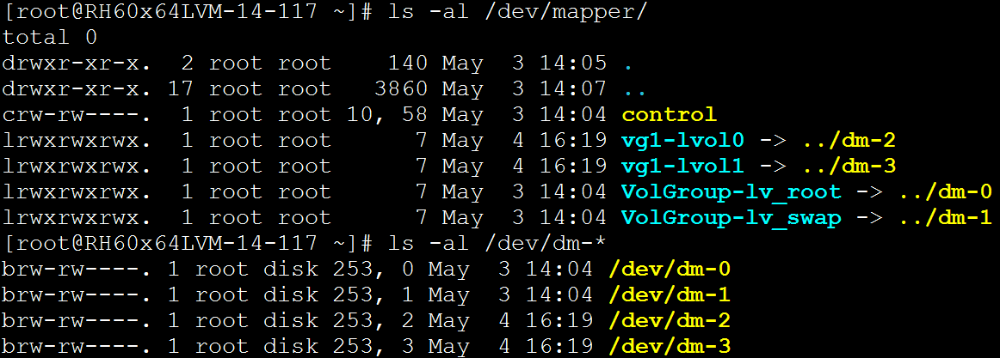 [root@RH60x64LVM-14-117 ~]# ls -al /dev/mapper/
total 0
drwxr-xr-x.  2 root root    140 May  3 14:05 .
drwxr-xr-x. 17 root root   3860 May  3 14:07 ..
crw-rw----.  1 root root 10, 58 May  3 14:04 control
lrwxrwxrwx.  1 root root      7 May  4 16:19 vg1-lvol0 -> ../dm-2
lrwxrwxrwx.  1 root root      7 May  4 16:19 vg1-lvol1 -> ../dm-3
lrwxrwxrwx.  1 root root      7 May  3 14:04 VolGroup-lv_root -> ../dm-0
lrwxrwxrwx.  1 root root      7 May  3 14:04 VolGroup-lv_swap -> ../dm-1
[root@RH60x64LVM-14-117 ~]# ls -al /dev/dm-*
brw-rw----. 1 root disk 253, 0 May  3 14:04 /dev/dm-0
brw-rw----. 1 root disk 253, 1 May  3 14:04 /dev/dm-1
brw-rw----. 1 root disk 253, 2 May  4 16:19 /dev/dm-2
brw-rw----. 1 root disk 253, 3 May  4 16:19 /dev/dm-3